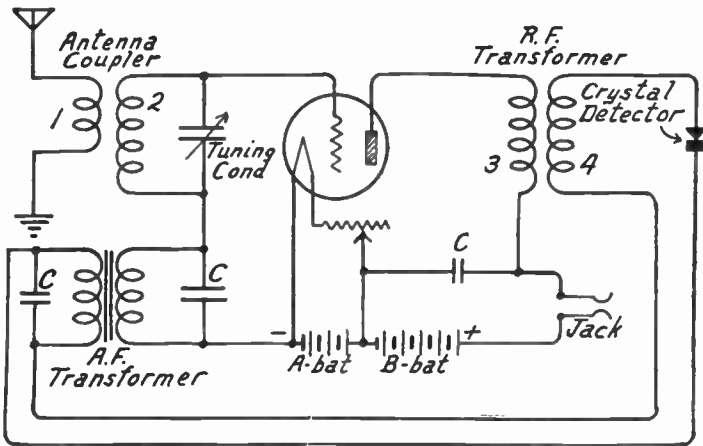 Antenna
Coupler
R.F.
Transformer
Crystal
Detector
1
2
Tuning
Cond
3
4
C
C
C
Jack
-
A-bat
B-bat
+
A.F.
Transformer